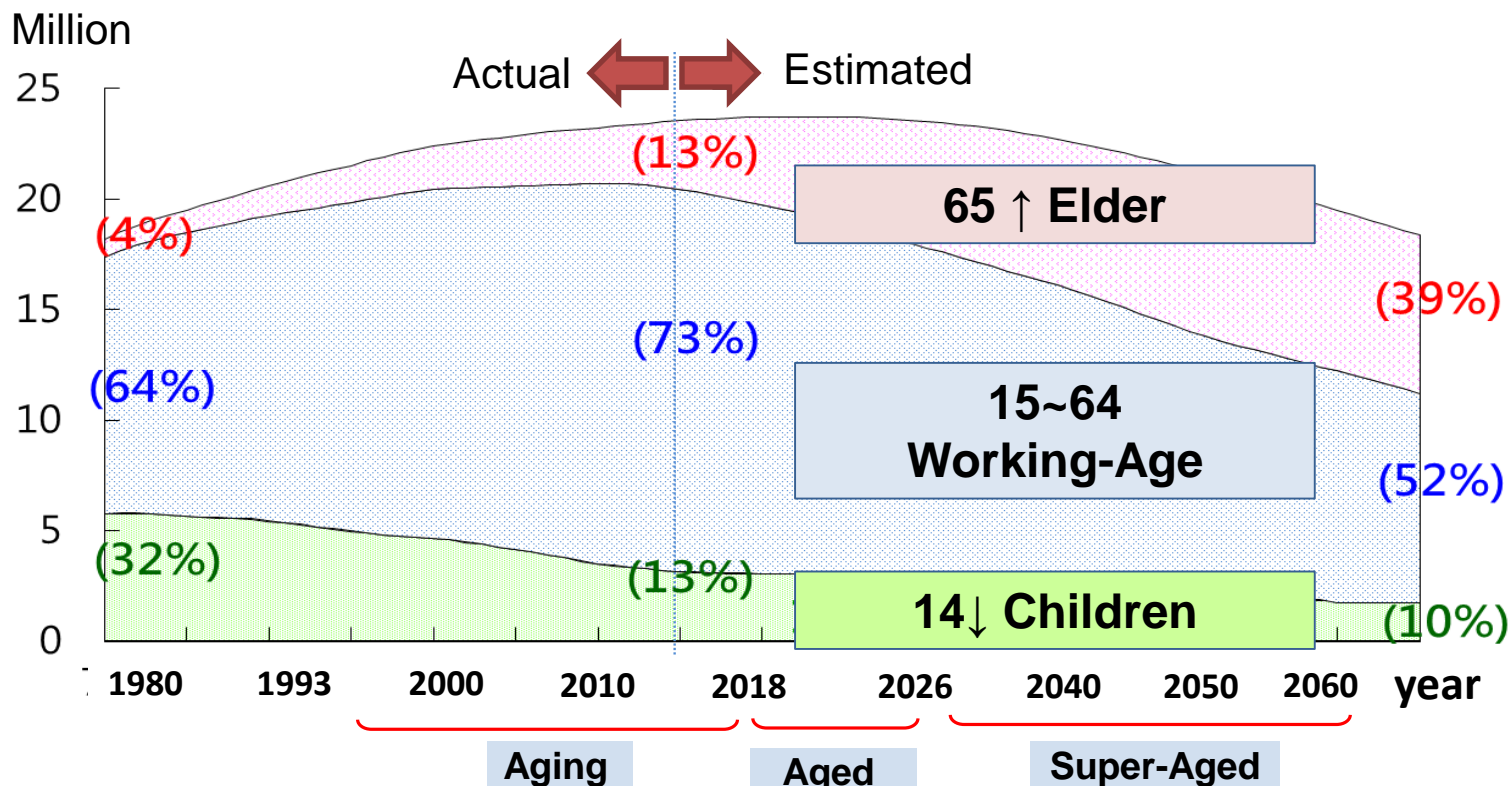 Million
Actual
Estimated
25
20
15
10
5
0
(4%)
(64%)
(32%)
(13%)
(73%)
(13%)
65 ↑ Elder
15~64
Working-Age
14↓ Children
(39%)
(52%)
(10%)
1980 1993 2000 2010 2018 2026 2040 2050 2060 year
Aging Aged Super-Aged